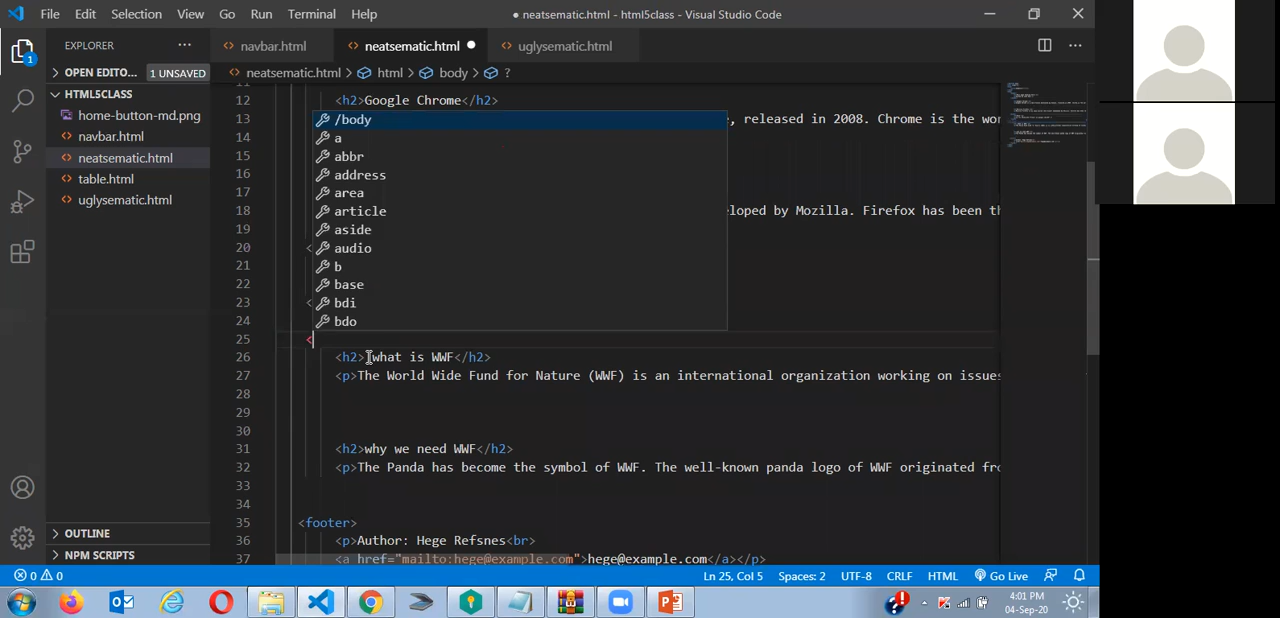 File Edit Selection View Go Run Terminal Help
● neatsematic.html - html5class - Visual Studio Code
EXPLORER ···
<> navbar.html <> neatsematic.html ● <> uglysematic.html
1
> OPEN EDITO... 1 UNSAVED
<> neatsematic.html > html > body > ?
HTML5CLASS
home-button-md.png
<> navbar.html
<> neatsematic.html
<> table.html
<> uglysematic.html
12 <h2>Google Chrome</h2>
13 , released in 2008. Chrome is the wor
14
15
16
17
18 loped by Mozilla. Firefox has been th
19
20 <
21
22
23 <
24
25 <
26 <h2>what is WWF</h2>
27 <p>The World Wide Fund for Nature (WWF) is an international organization working on issues
28
29
30
31 <h2>why we need WWF</h2>
32 <p>The Panda has become the symbol of WWF. The well-known panda logo of WWF originated fro
33
34
35 <footer>
36 <p>Author: Hege Refsnes<br>
37 <a href="mailto:hege@example.com">hege@example.com</a></p>
/body
a
abbr
address
area
article
aside
audio
b
base
bdi
bdo
> OUTLINE
> NPM SCRIPTS
0 0 Ln 25, Col 5 Spaces: 2 UTF-8 CRLF HTML Go Live
4:01 PM
04-Sep-20